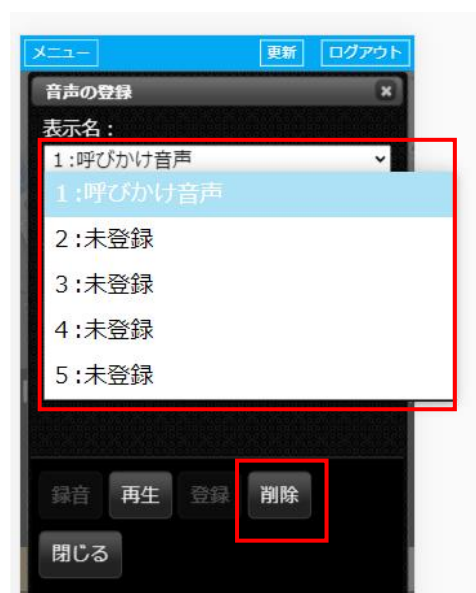 メニュー 更新 ログアウト
音声の登録
表示名：
1:呼びかけ音声
1:呼びかけ音声
2:未登録
3:未登録
4:未登録
5:未登録
録音 再生 登録 削除
閉じる